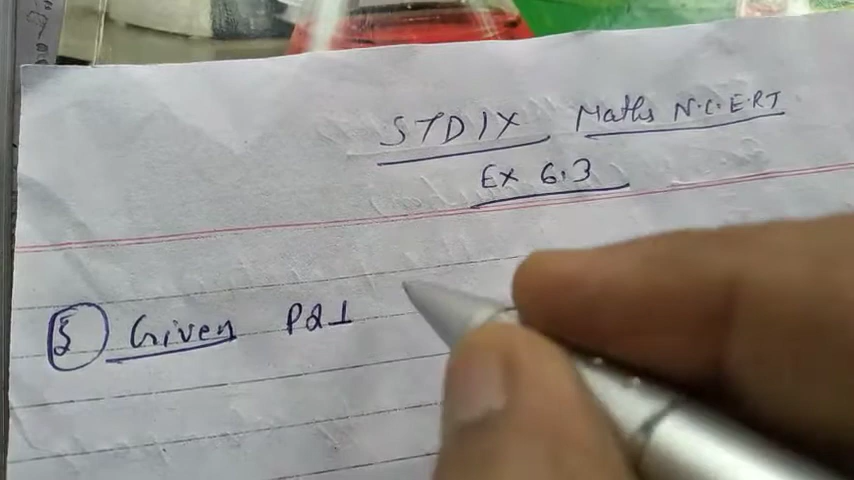 STD IX Maths N.C.E.R.T
Ex 6.3
5 Given PQ ⊥